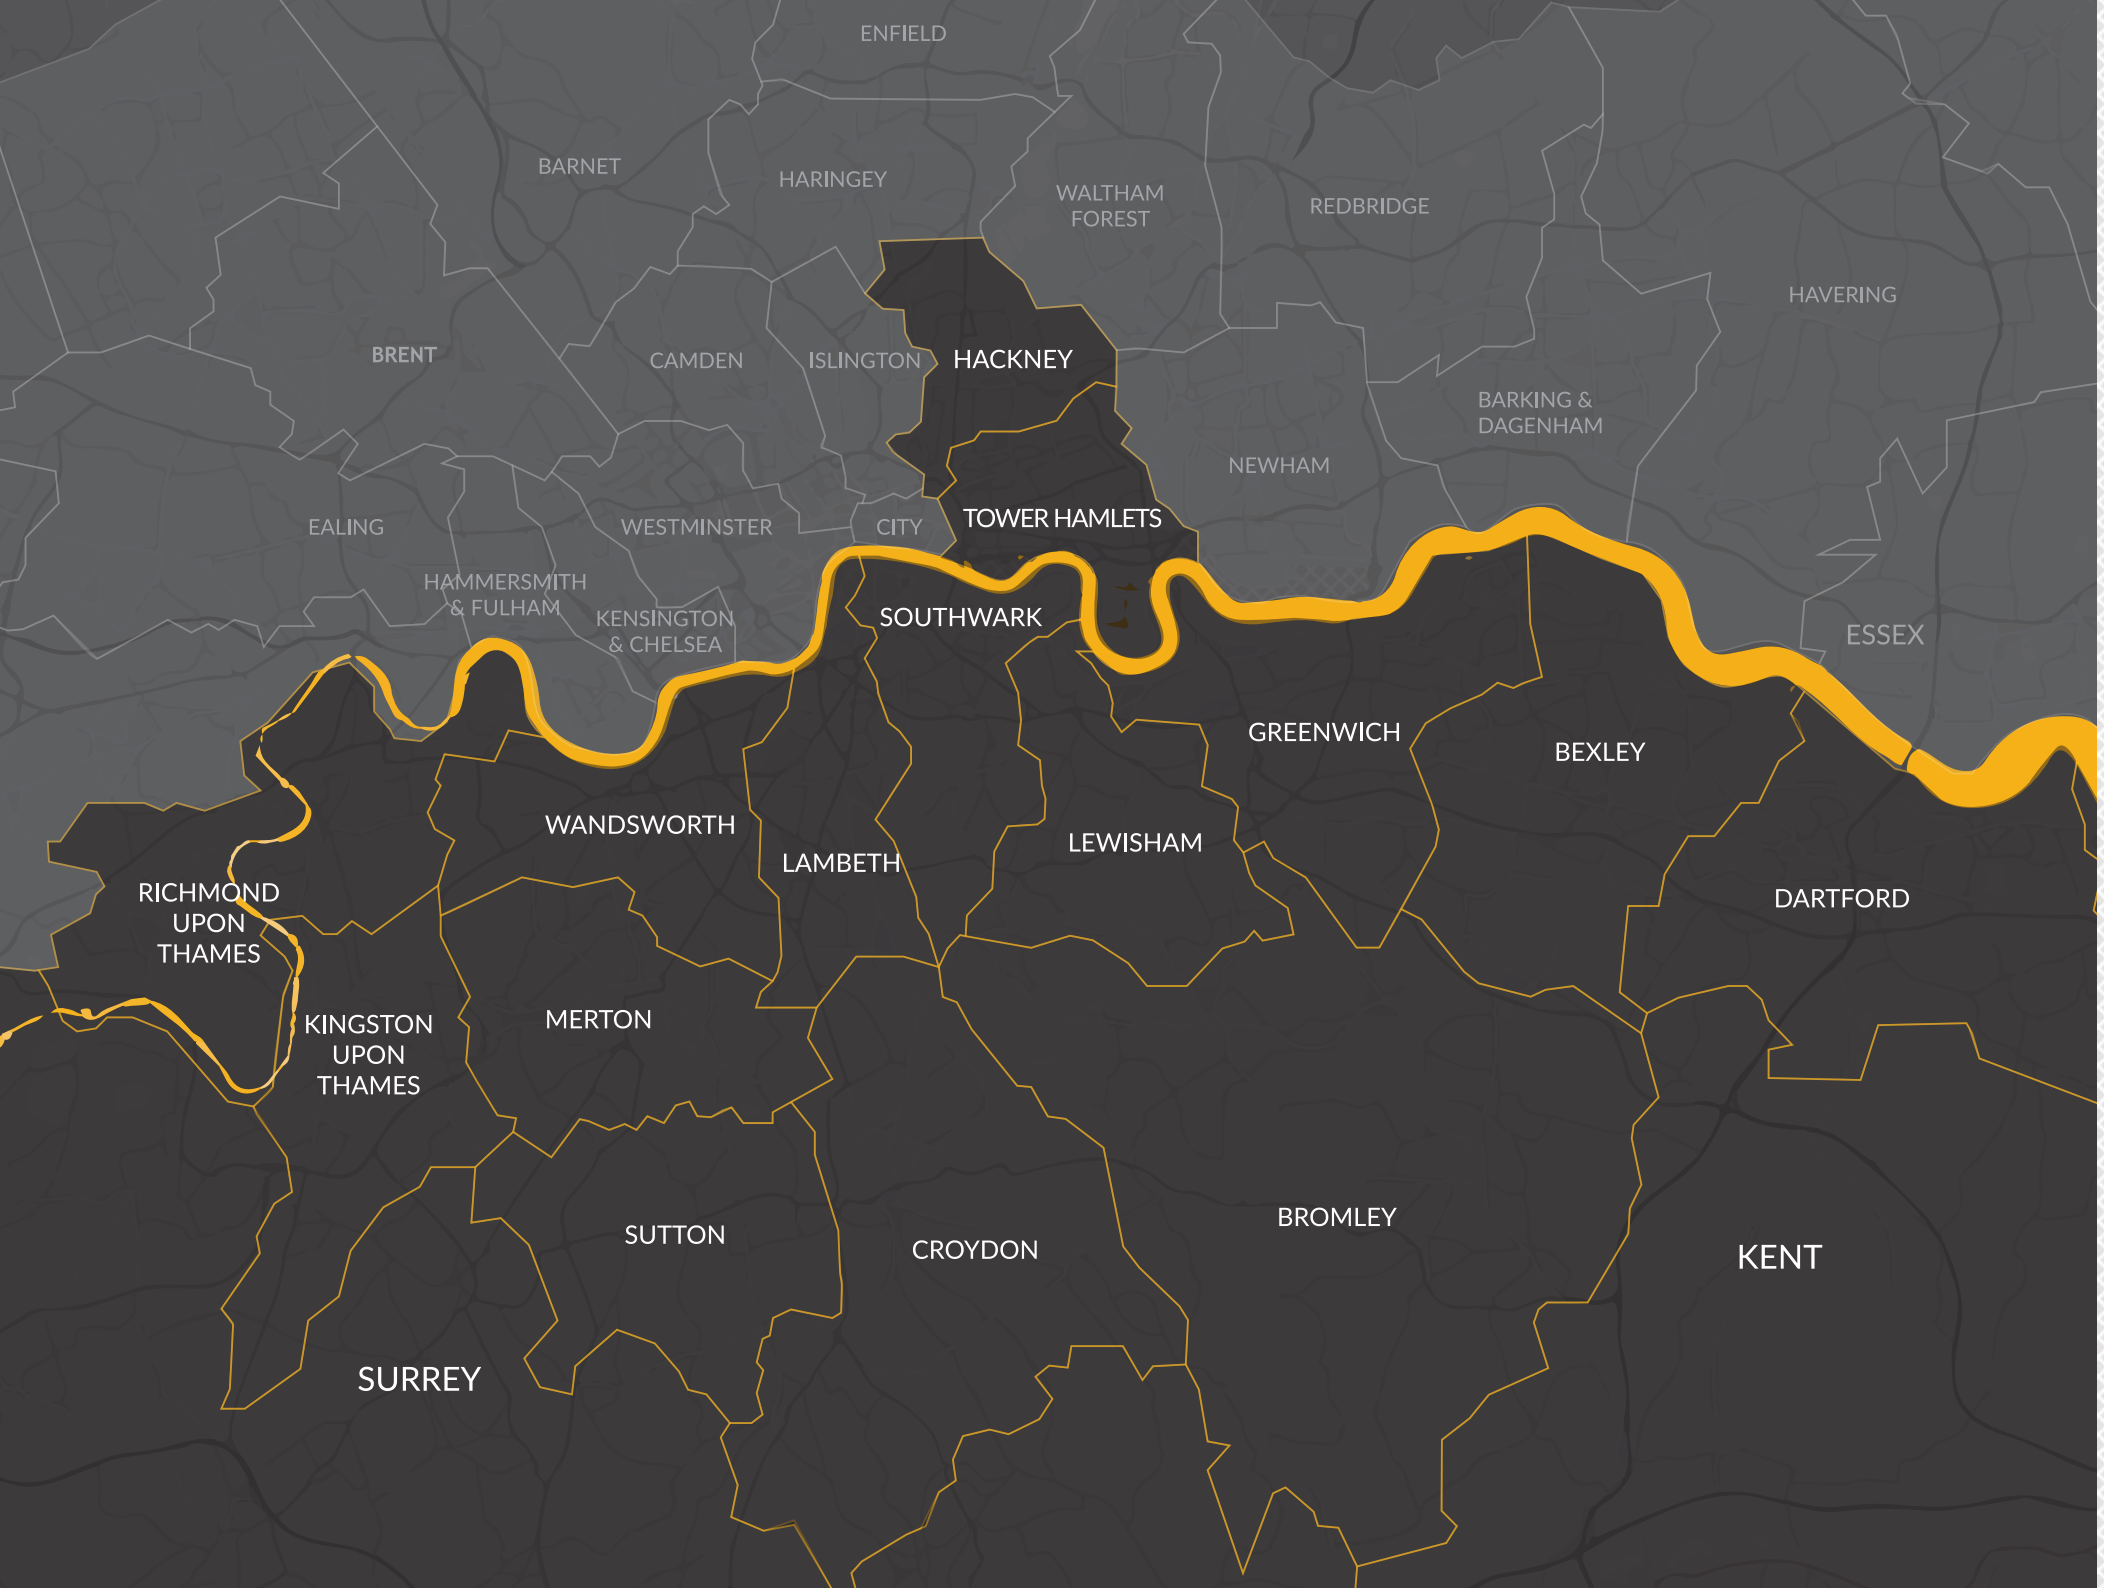 ENFIELD
BARNET
HARINGEY
WALTHAM
FOREST
REDBRIDGE
HAVERING
BRENT
CAMDEN
ISLINGTON
HACKNEY
BARKING &
DAGENHAM
NEWHAM
EALING
WESTMINSTER
CITY
TOWER HAMLETS
HAMMERSMITH
& FULHAM
KENSINGTON
& CHELSEA
SOUTHWARK
ESSEX
GREENWICH
BEXLEY
WANDSWORTH
LAMBETH
LEWISHAM
RICHMOND
UPON
THAMES
DARTFORD
KINGSTON
UPON
THAMES
MERTON
SUTTON
CROYDON
BROMLEY
KENT
SURREY